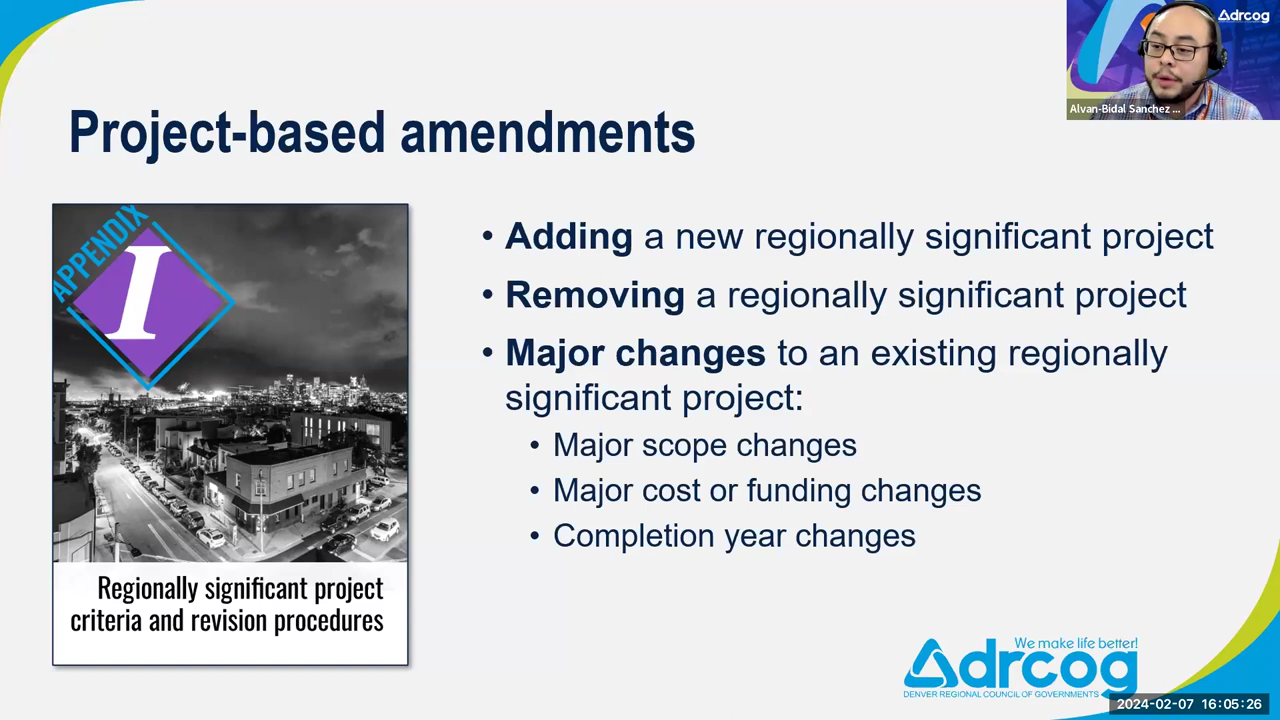 drcog
Alvan-Bidal Sanchez ...
Project-based amendments
APPENDIX
I
Regionally significant project
criteria and revision procedures
• Adding a new regionally significant project
• Removing a regionally significant project
• Major changes to an existing regionally
significant project:
• Major scope changes
• Major cost or funding changes
• Completion year changes
We make life better!
drcog
DENVER REGIONAL COUNCIL OF GOVERNMENTS
2024-02-07 16:05:26